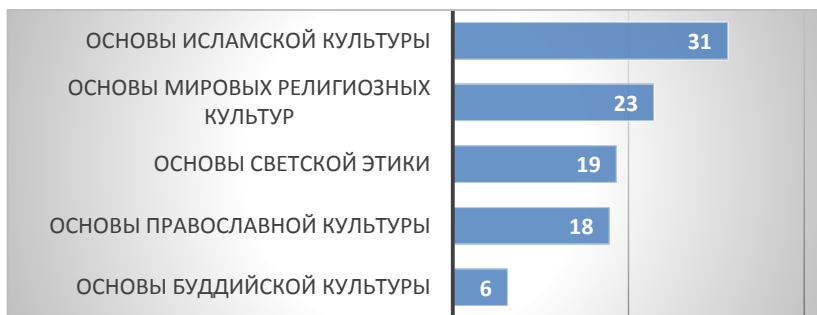 ОСНОВЫ ИСЛАМСКОЙ КУЛЬТУРЫ 31
ОСНОВЫ МИРОВЫХ РЕЛИГИОЗНЫХ
КУЛЬТУР 23
ОСНОВЫ СВЕТСКОЙ ЭТИКИ 19
ОСНОВЫ ПРАВОСЛАВНОЙ КУЛЬТУРЫ 18
ОСНОВЫ БУДДИЙСКОЙ КУЛЬТУРЫ 6